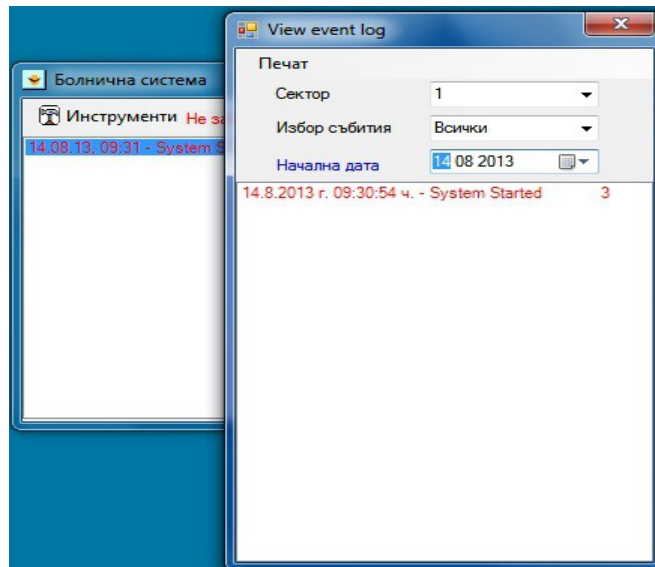 View event log
Печат
Сектор 1
Избор събития Всички
Начална дата 14 08 2013
14.8.2013 г. 09:30:54 ч. - System Started 3
Болнична система
Инструменти Не
14.08.13, 09:31 - System